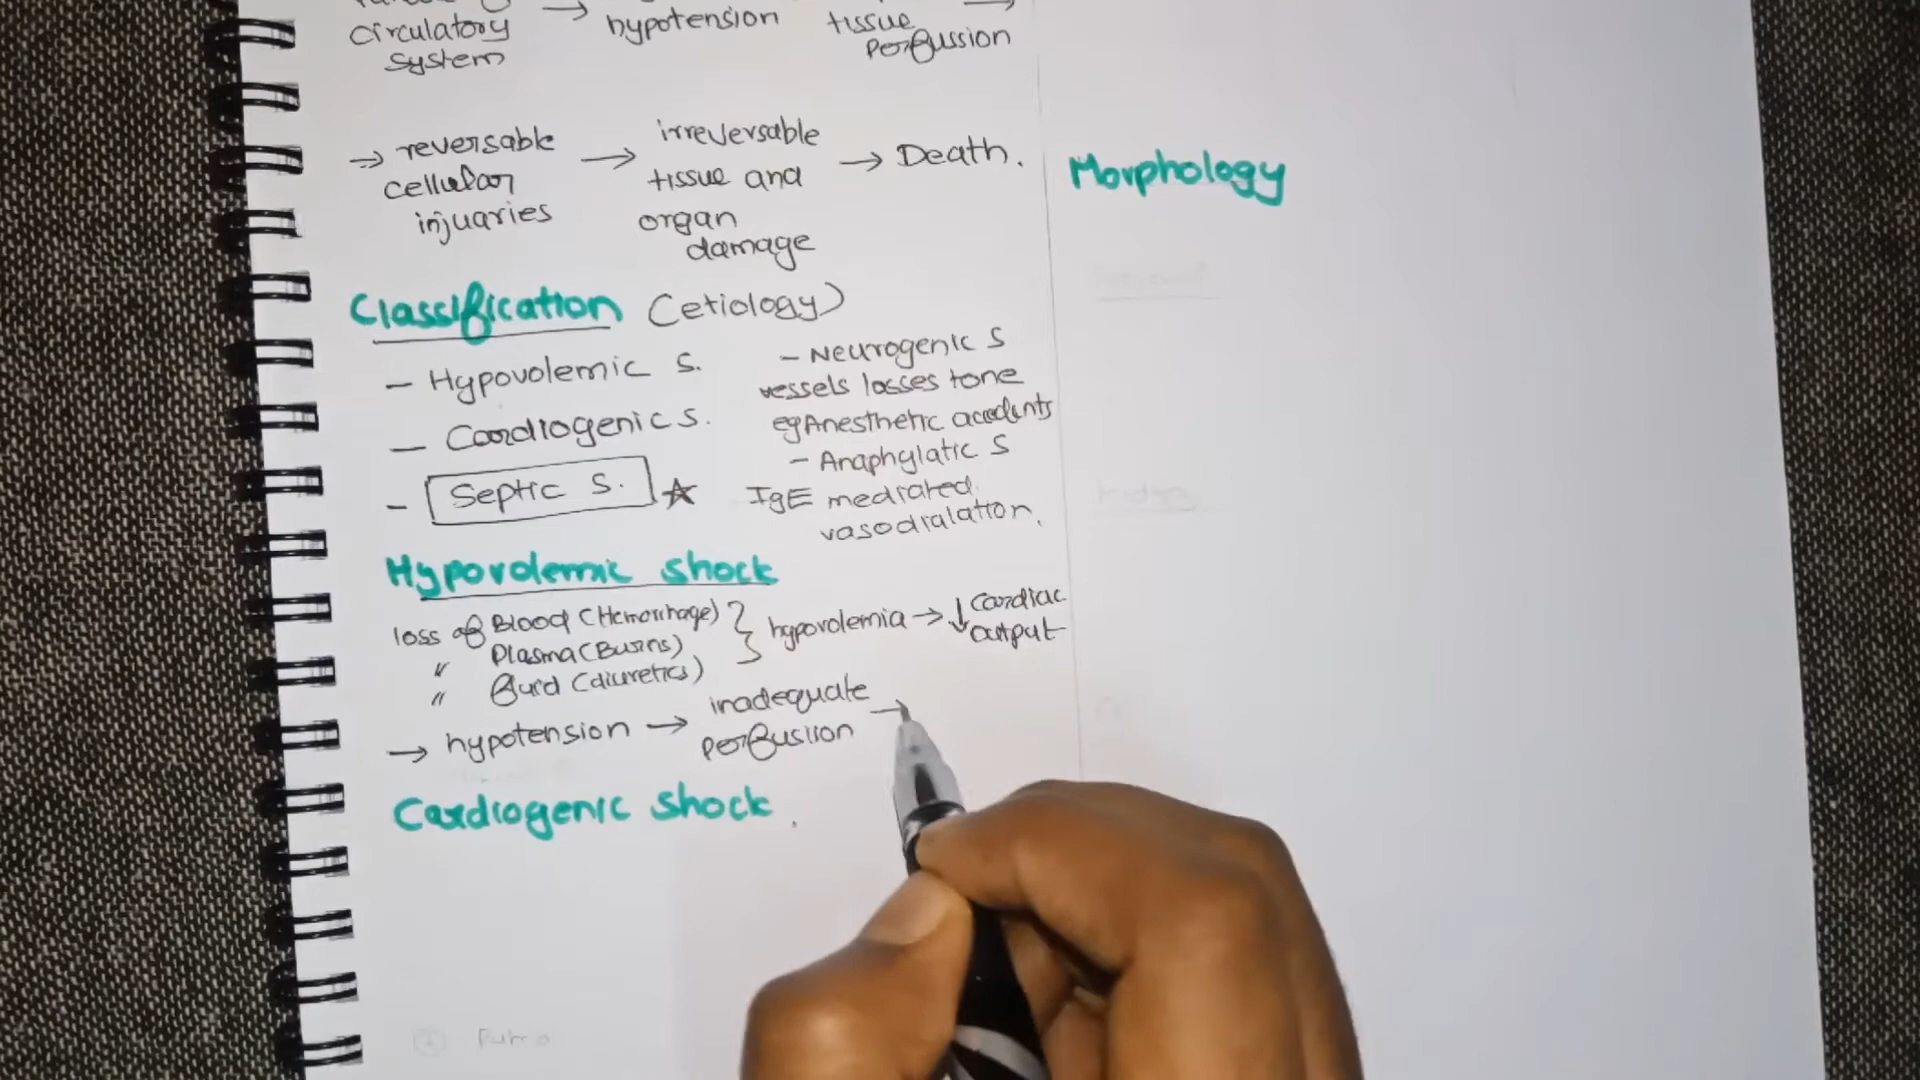 circulatory → hypotension tissue →
system perfussion
→ reversable → irreversable → Death.
cellular tissue and
injuaries organ
damage
Classification (etiology)
- Hypovolemic s.
- Cardiogenic s.
- Septic s. ☆
- Neurogenic S
vessels losses tone
eg Anesthetic accedents
- Anaphylatic S
IgE mediated
vasodialation.
Hypovolemic shock
loss of Blood (Hemorrhage) } hypovolemia → ↓ cardiac output
" Plasma (Burns)
" fluid (diuretics)
→ hypotension → inadequate →
perfusiion
Cardiogenic shock.
Morphology